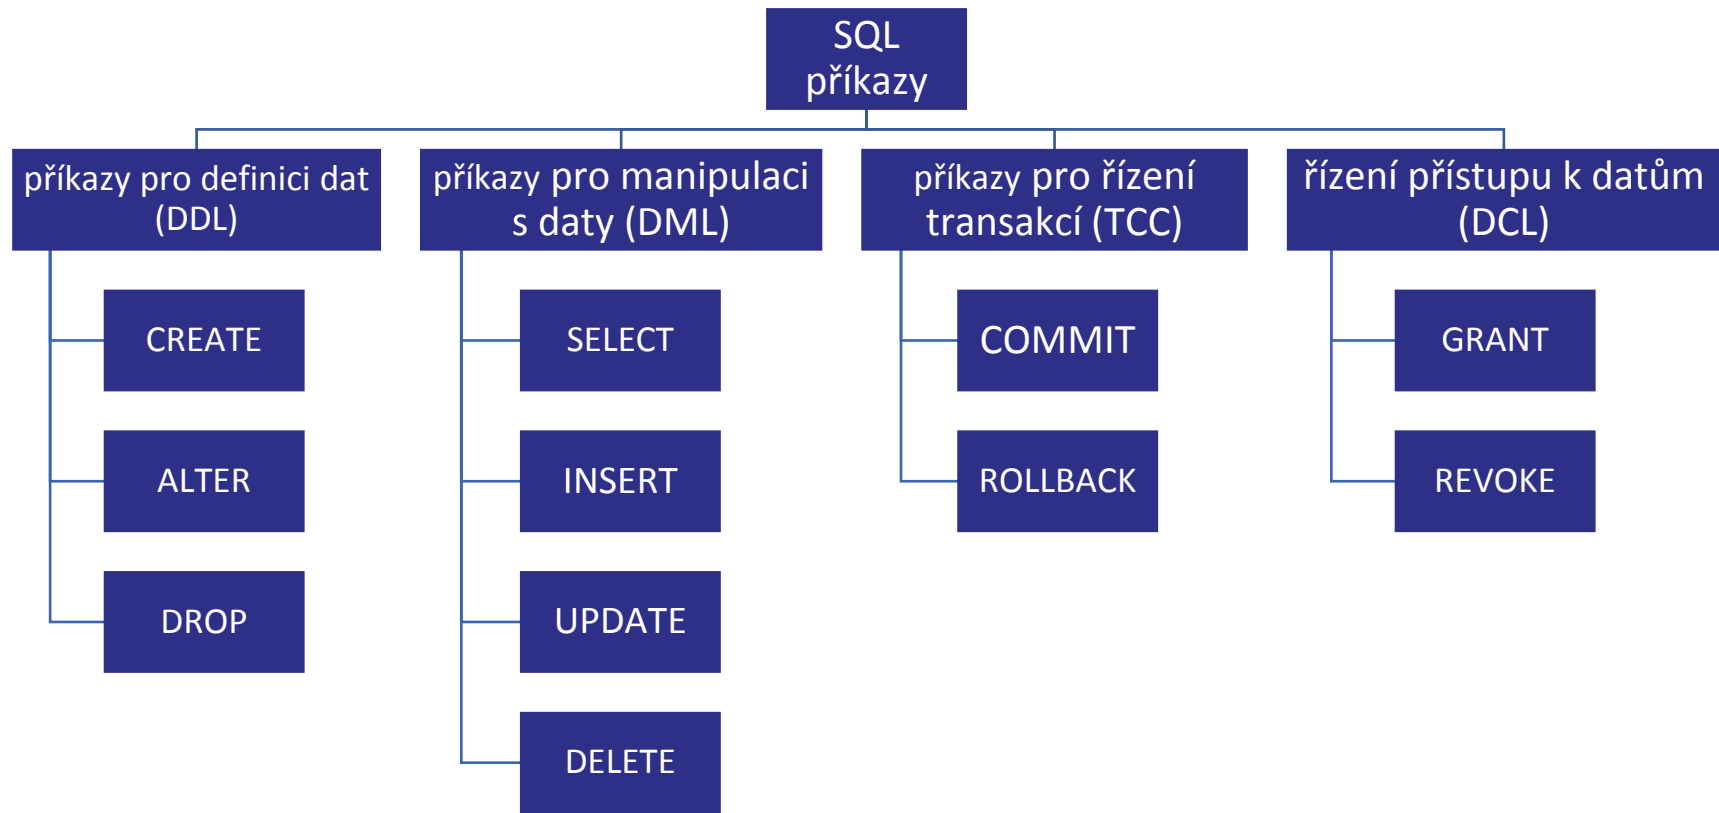 SQL
příkazy
příkazy pro definici dat
(DDL)
příkazy pro manipulaci
s daty (DML)
příkazy pro řízení
transakcí (TCC)
řízení přístupu k datům
(DCL)
CREATE
SELECT
COMMIT
GRANT
ALTER
INSERT
ROLLBACK
REVOKE
DROP
UPDATE
DELETE